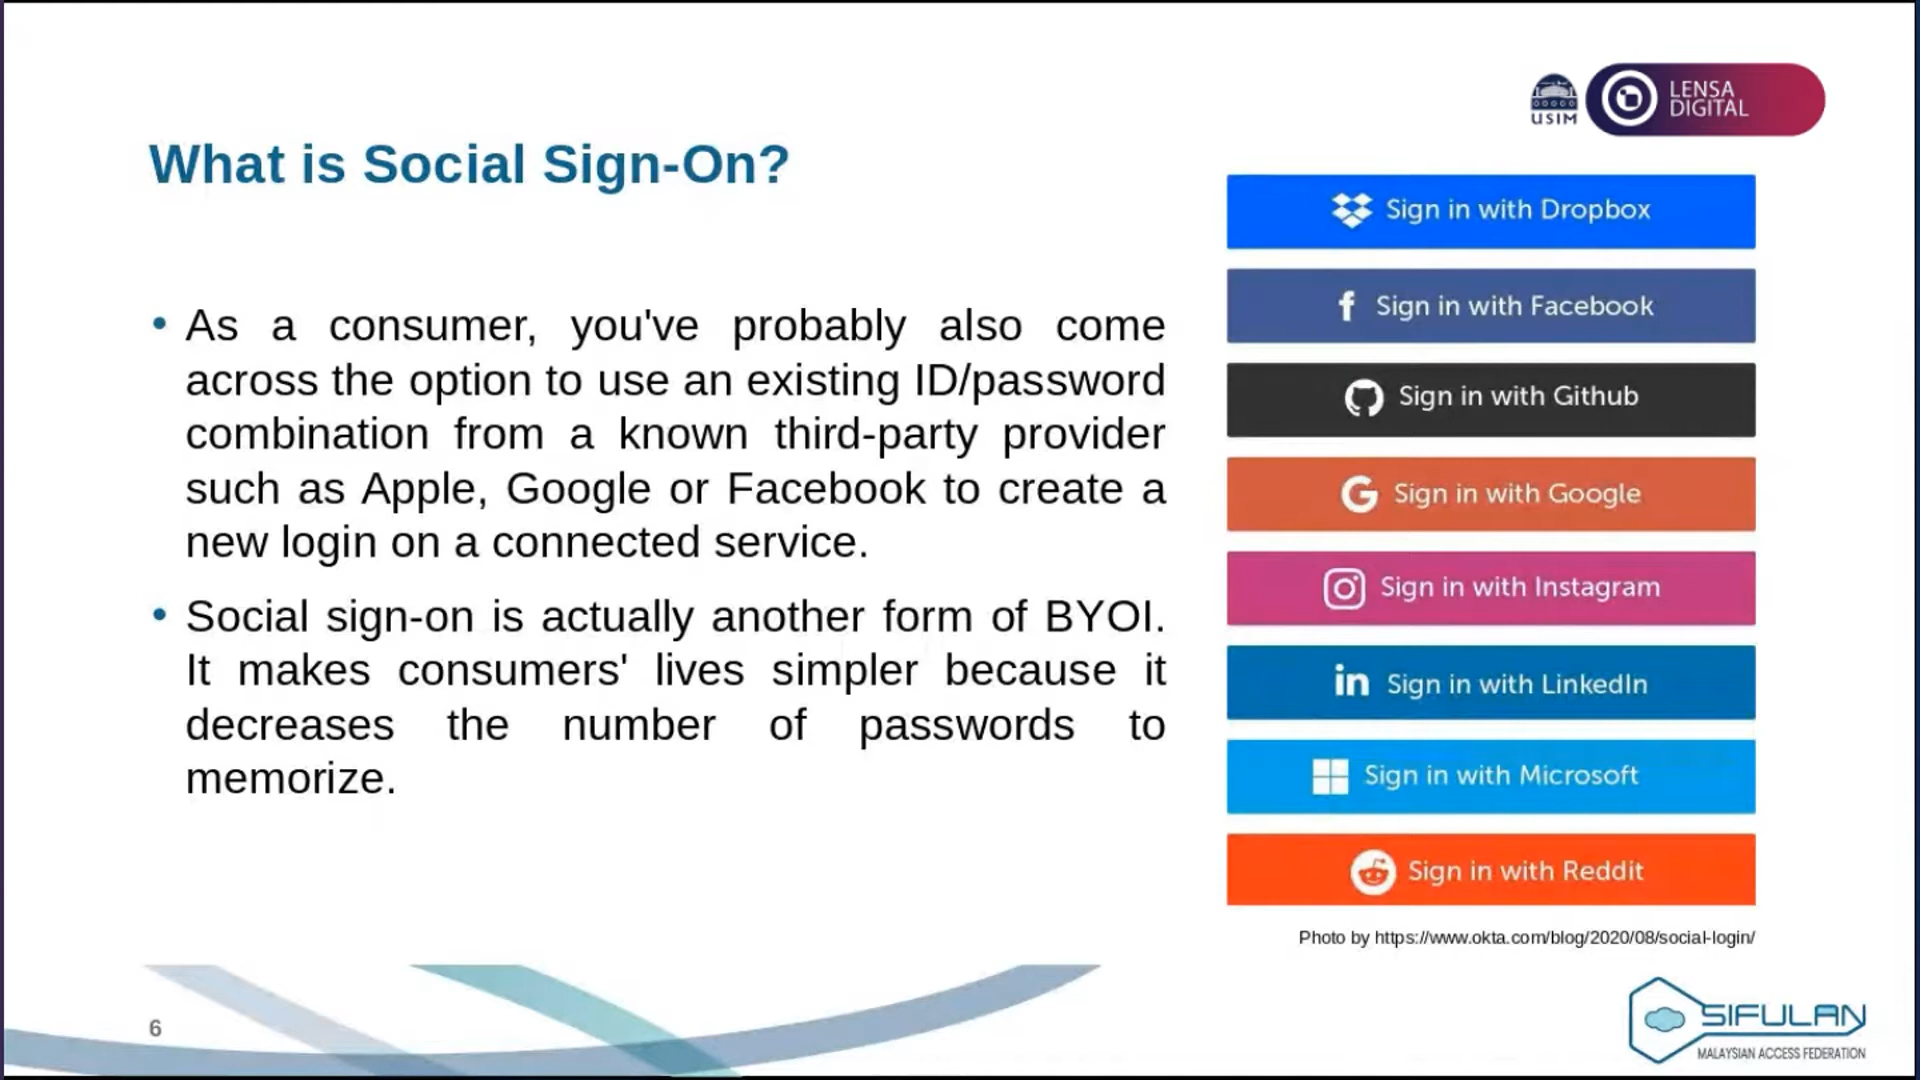 USIM
LENSA
DIGITAL
What is Social Sign-On?
• As a consumer, you've probably also come
across the option to use an existing ID/password
combination from a known third-party provider
such as Apple, Google or Facebook to create a
new login on a connected service.
• Social sign-on is actually another form of BYOI.
It makes consumers' lives simpler because it
decreases the number of passwords to
memorize.
Sign in with Dropbox
Sign in with Facebook
Sign in with Github
Sign in with Google
Sign in with Instagram
Sign in with LinkedIn
Sign in with Microsoft
Sign in with Reddit
Photo by https://www.okta.com/blog/2020/08/social-login/
6
SIFULAN
MALAYSIAN ACCESS FEDERATION